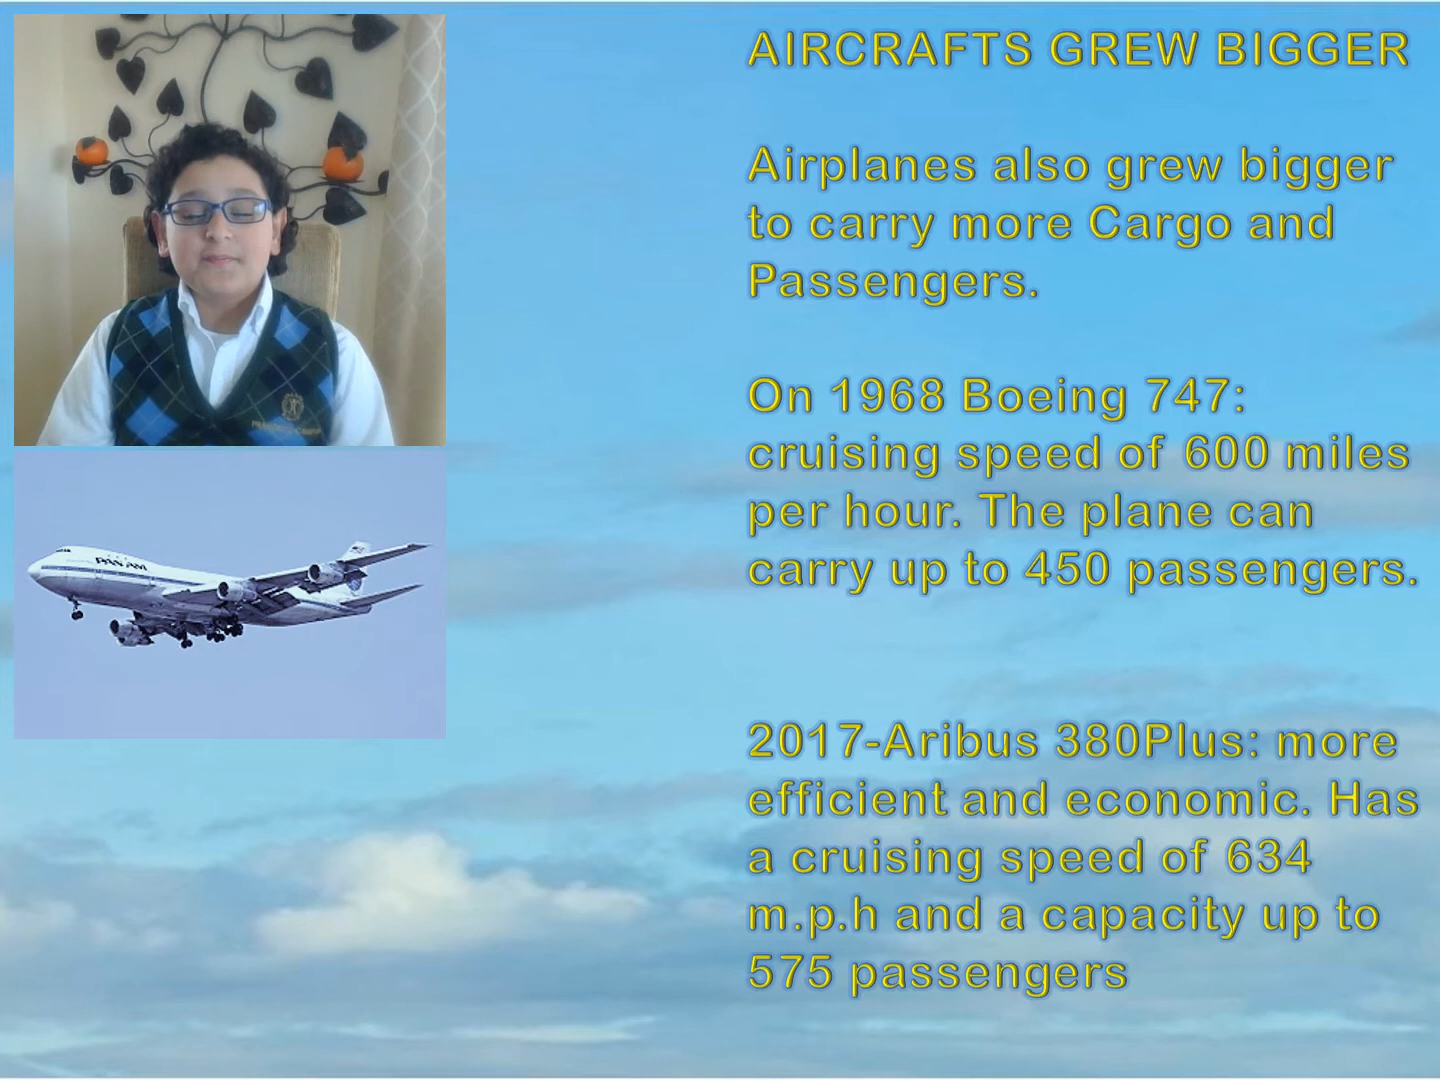 AIRCRAFTS GREW BIGGER
Airplanes also grew bigger
to carry more Cargo and
Passengers.
On 1968 Boeing 747:
cruising speed of 600 miles
per hour. The plane can
carry up to 450 passengers.
2017-Aribus 380Plus: more
efficient and economic. Has
a cruising speed of 634
m.p.h and a capacity up to
575 passengers
PAN AM